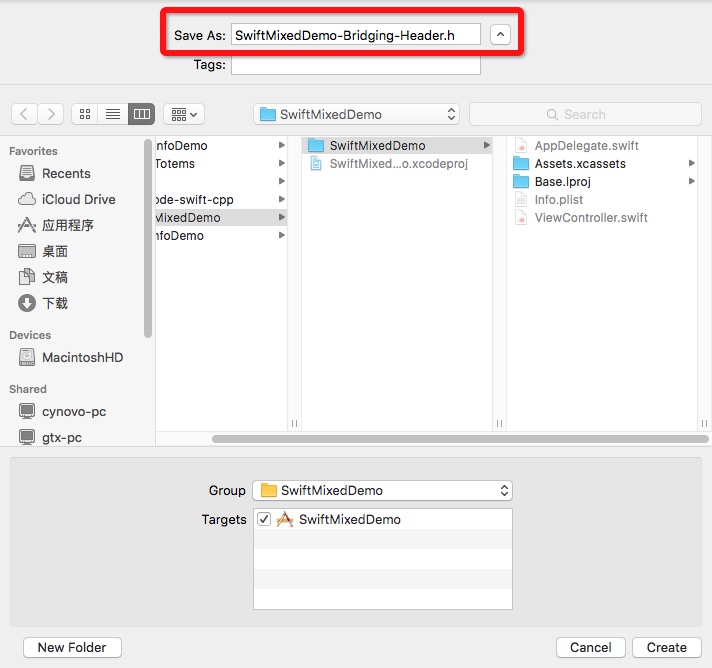 Save As: SwiftMixedDemo-Bridging-Header.h
Tags:
SwiftMixedDemo
Search
Favorites
Recents
iCloud Drive
应用程序
桌面
文稿
下载
Devices
MacintoshHD
Shared
cynovo-pc
gtx-pc
nfoDemo
Totems
ode-swift-cpp
MixedDemo
nfoDemo
SwiftMixedDemo
SwiftMixed...o.xcodeproj
AppDelegate.swift
Assets.xcassets
Base.lproj
Info.plist
ViewController.swift
Group SwiftMixedDemo
Targets SwiftMixedDemo
New Folder Cancel Create